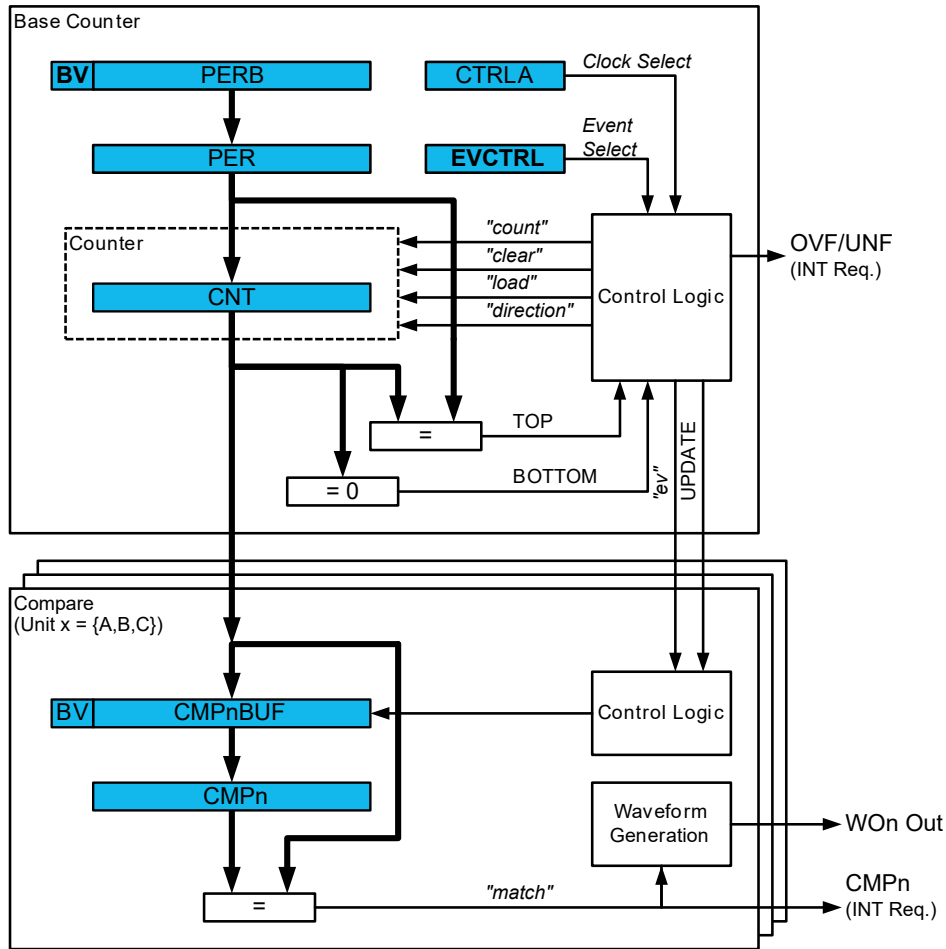 Base Counter
BV
PERB
CTRLA
Clock Select
PER
EVCTRL
Event
Select
Counter
CNT
"count"
"clear"
"load"
"direction"
Control Logic
OVF/UNF
(INT Req.)
=
TOP
= 0
BOTTOM
"ev"
UPDATE
Compare
(Unit x = {A,B,C})
BV
CMPnBUF
Control Logic
CMPn
Waveform
Generation
WOn Out
=
"match"
CMPn
(INT Req.)